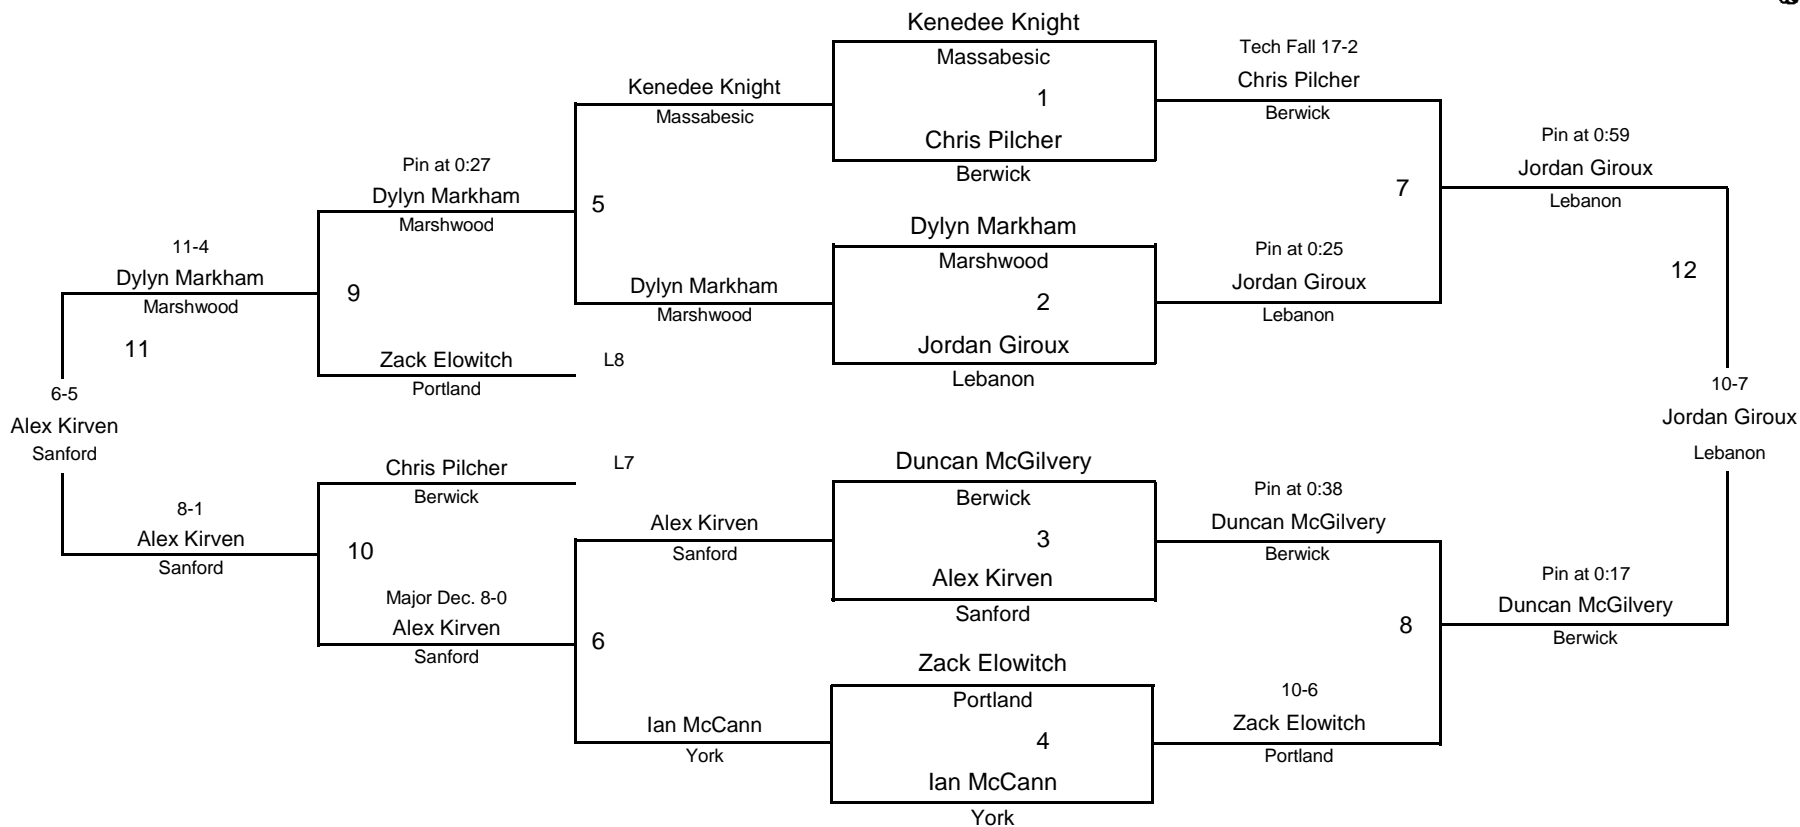 Kenedee Knight
Massabesic
1
Chris Pilcher
Berwick
Tech Fall 17-2
Chris Pilcher
Berwick
Kenedee Knight
Massabesic
Pin at 0:59
Jordan Giroux
Lebanon
Pin at 0:27
Dylyn Markham
Marshwood
5
7
Dylyn Markham
Marshwood
2
Jordan Giroux
Lebanon
Pin at 0:25
Jordan Giroux
Lebanon
11-4
Dylyn Markham
Marshwood
9
Dylyn Markham
Marshwood
12
11
Zack Elowitch
Portland
L8
6-5
Alex Kirven
Sanford
10-7
Jordan Giroux
Lebanon
Chris Pilcher
Berwick
L7
Duncan McGilvery
Berwick
3
Alex Kirven
Sanford
Pin at 0:38
Duncan McGilvery
Berwick
8-1
Alex Kirven
Sanford
10
Alex Kirven
Sanford
Major Dec. 8-0
Alex Kirven
Sanford
6
8
Pin at 0:17
Duncan McGilvery
Berwick
Zack Elowitch
Portland
4
Ian McCann
York
10-6
Zack Elowitch
Portland
Ian McCann
York